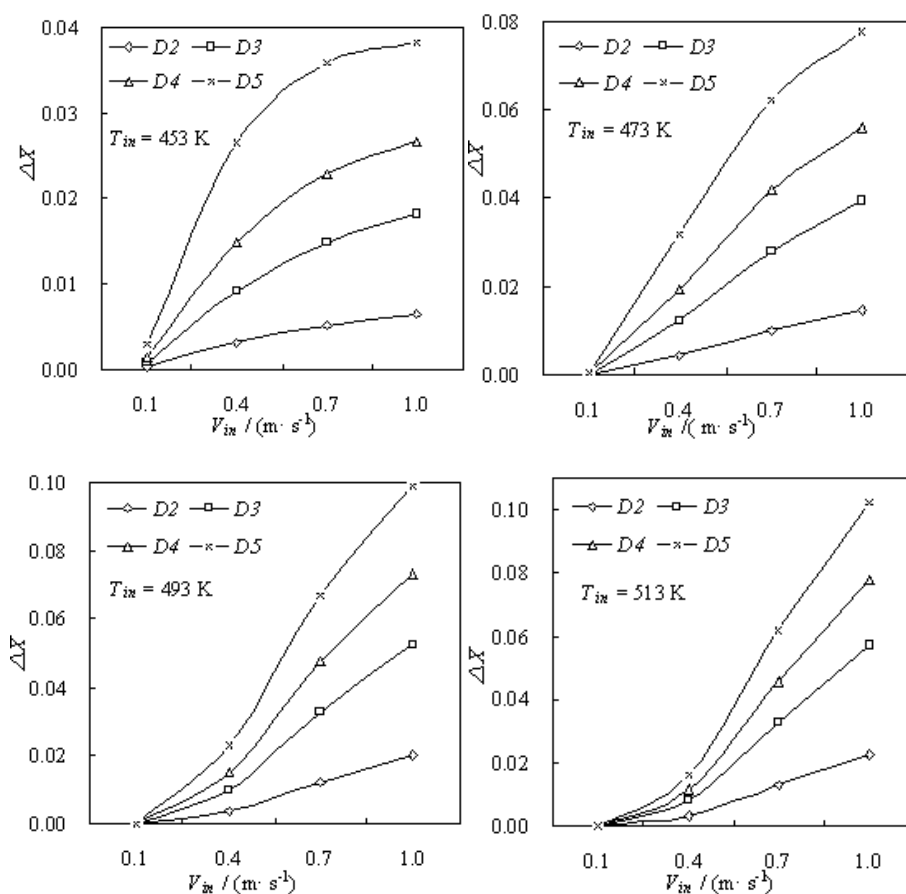 0.04
0.03
0.02
0.01
0.00
ΔX
D2 D3
D4 D5
T_in = 453 K
0.1 0.4 0.7 1.0
V_in / (m· s⁻¹)
0.08
0.06
0.04
0.02
0.00
ΔX
D2 D3
D4 D5
T_in = 473 K
0.1 0.4 0.7 1.0
V_in / ( m· s⁻¹)
0.10
0.08
0.06
0.04
0.02
0.00
ΔX
D2 D3
D4 D5
T_in = 493 K
0.1 0.4 0.7 1.0
V_in / (m· s⁻¹)
0.10
0.08
0.06
0.04
0.02
0.00
ΔX
D2 D3
D4 D5
T_in = 513 K
0.1 0.4 0.7 1.0
V_in / (m· s⁻¹)